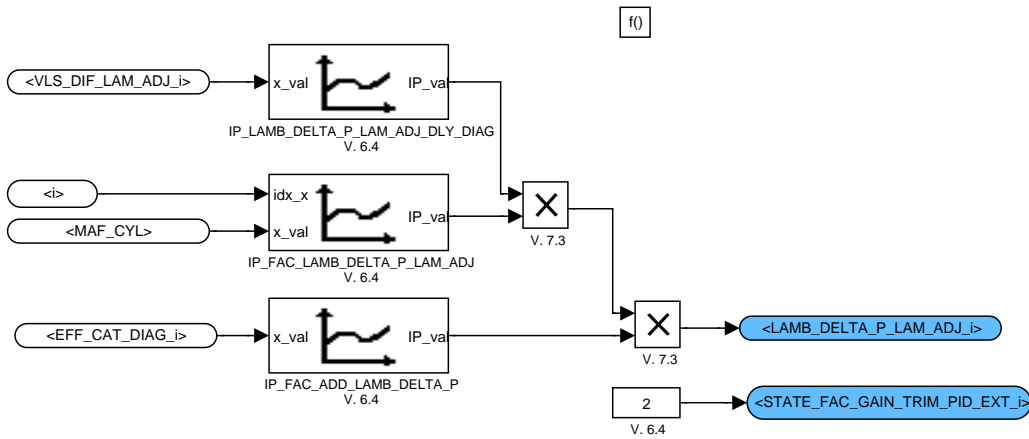 f()
<VLS_DIF_LAM_ADJ_i>
x_val
IP_val
IP_LAMB_DELTA_P_LAM_ADJ_DLY_DIAG
V. 6.4
<i>
idx_x
<MAF_CYL>
x_val
IP_val
IP_FAC_LAMB_DELTA_P_LAM_ADJ
V. 6.4
V. 7.3
<EFF_CAT_DIAG_i>
x_val
IP_val
IP_FAC_ADD_LAMB_DELTA_P
V. 6.4
V. 7.3
<LAMB_DELTA_P_LAM_ADJ_i>
2
V. 6.4
<STATE_FAC_GAIN_TRIM_PID_EXT_i>